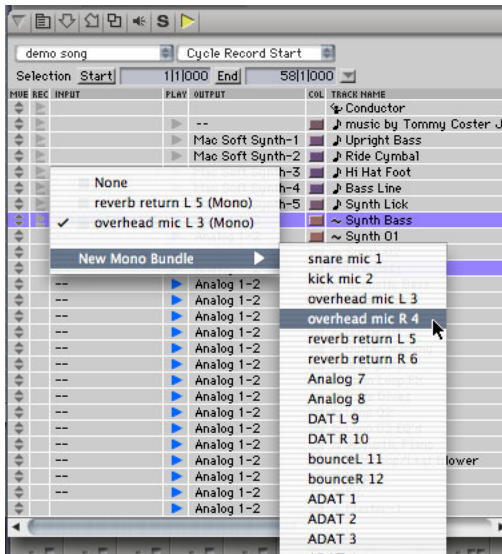 S
demo song Cycle Record Start
Selection Start 1|1|000 End 58|1|000
MVE REC INPUT PLAY OUTPUT COL TRACK NAME
Conductor
-- music by Tommy Coster J
Mac Soft Synth-1 Upright Bass
Mac Soft Synth-2 Ride Cymbal
h-3 Hi Hat Foot
h-4 Bass Line
h-5 Synth Lick
Synth Bass
Synth 01
None
reverb return L 5 (Mono)
✓ overhead mic L 3 (Mono)
New Mono Bundle
snare mic 1
kick mic 2
overhead mic L 3
overhead mic R 4
reverb return L 5
reverb return R 6
Analog 7
Analog 8
DAT L 9
DAT R 10
bounceL 11
bounceR 12
ADAT 1
ADAT 2
ADAT 3
-- Analog 1-2
-- Analog 1-2
-- Analog 1-2
-- Analog 1-2
-- Analog 1-2
-- Analog 1-2
-- Analog 1-2
-- Analog 1-2
-- Analog 1-2
-- Analog 1-2
-- Analog 1-2
Analog 1-2
lower